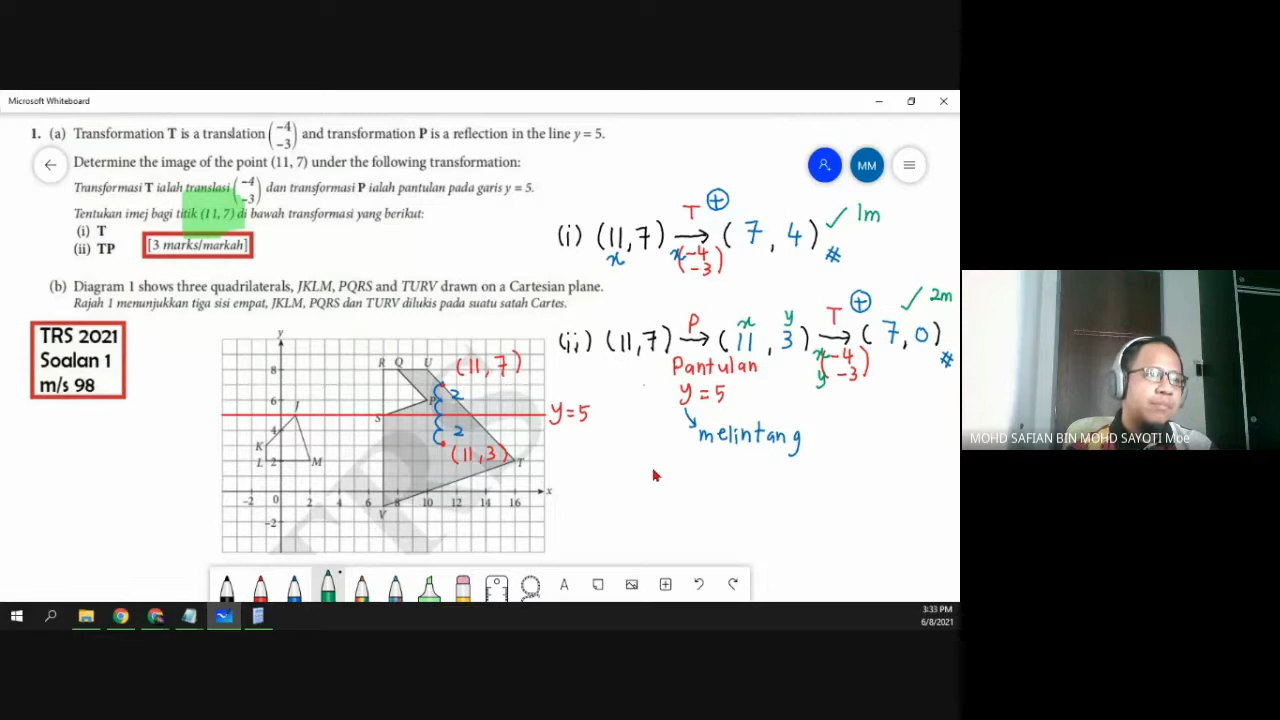 Microsoft Whiteboard
1. (a) Transformation T is a translation (−4 −3) and transformation P is a reflection in the line y = 5.
Determine the image of the point (11, 7) under the following transformation:
Transformasi T ialah translasi (−4 −3) dan transformasi P ialah pantulan pada garis y = 5.
Tentukan imej bagi titik (11, 7) di bawah transformasi yang berikut:
(i) T
(ii) TP
[3 marks/markah]
(b) Diagram 1 shows three quadrilaterals, JKLM, PQRS and TURV drawn on a Cartesian plane.
Rajah 1 menunjukkan tiga sisi empat, JKLM, PQRS dan TURV dilukis pada suatu satah Cartes.
TRS 2021
Soalan 1
m/s 98
y
8 R Q U (11,7)
6 P 2
S y=5
J
4
K 2
L 2 M (11,3) T
−2 0 2 4 6 8 10 12 14 16 x
V
−2
MM
T +
(i) (11,7) → (7, 4) ✓ 1m
x x (−4 −3) #
P x y T + ✓ 2m
(ii) (11,7) → (11, 3) → (7,0)
x y (−4 −3) #
Pantulan
y = 5
melintang
MOHD SAFIAN BIN MOHD SAYOTI Moe
A
3:33 PM
6/8/2021